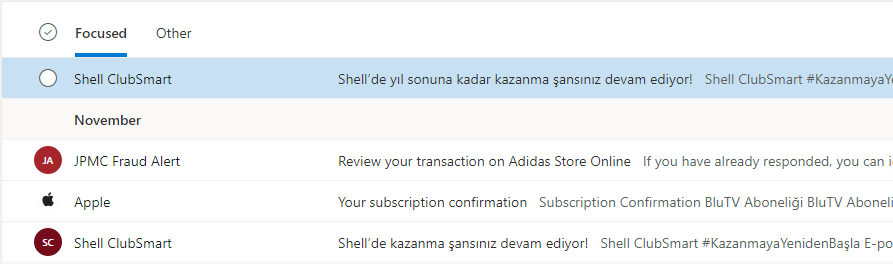 Focused Other
Shell ClubSmart Shell’de yıl sonuna kadar kazanma şansınız devam ediyor! Shell ClubSmart #KazanmayaYe
November
JA JPMC Fraud Alert Review your transaction on Adidas Store Online If you have already responded, you can i
Apple Your subscription confirmation Subscription Confirmation BluTV Aboneliği BluTV Aboneli
SC Shell ClubSmart Shell’de kazanma şansınız devam ediyor! Shell ClubSmart #KazanmayaYenidenBaşla E-po